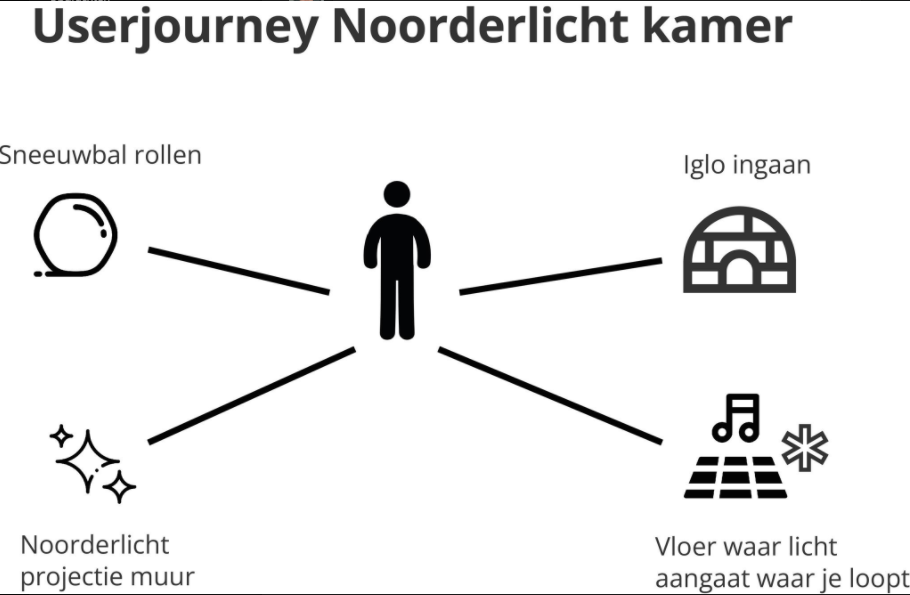 Userjourney Noorderlicht kamer
Sneeuwbal rollen
Iglo ingaan
Noorderlicht
projectie muur
Vloer waar licht
aangaat waar je loopt